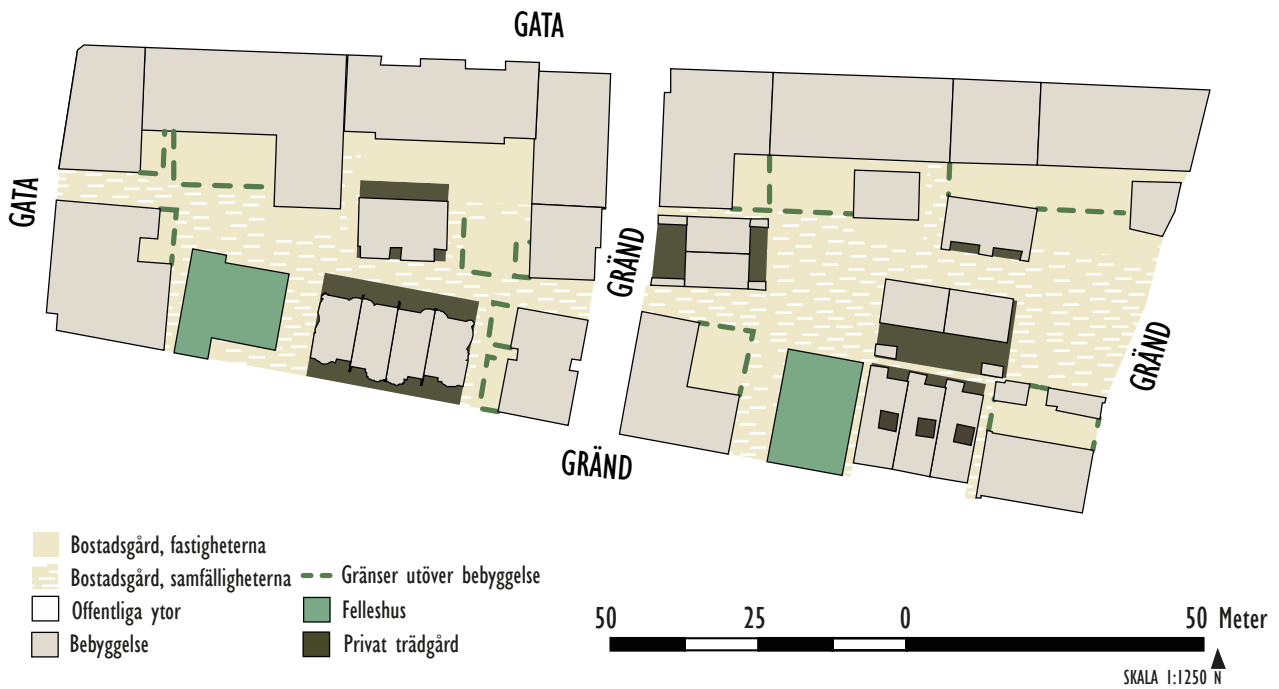 GATA
GATA
GRÄND
GRÄND
GRÄND
Bostadsgård, fastigheterna
Bostadsgård, samfälligheterna
Offentliga ytor
Bebyggelse
Gränser utöver bebyggelse
Felleshus
Privat trädgård
50 25 0 50 Meter
SKALA 1:1250 N